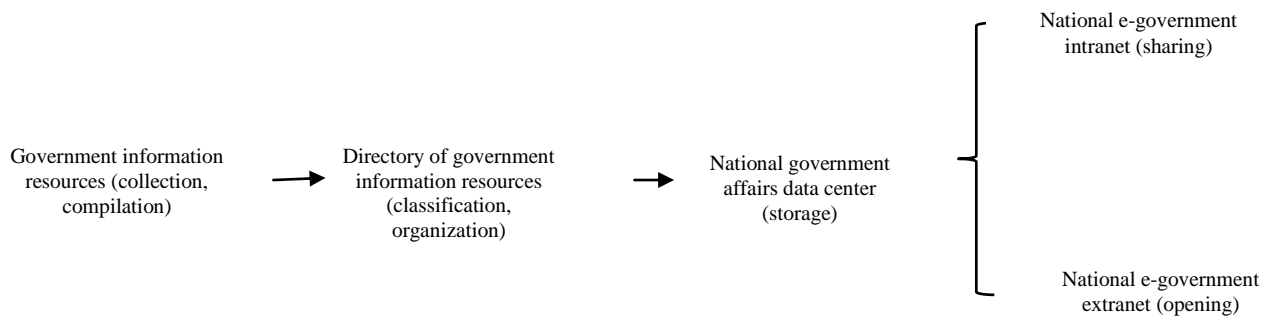 Government information
resources (collection,
compilation)
Directory of government
information resources
(classification,
organization)
National government
affairs data center
(storage)
National e-government
intranet (sharing)
National e-government
extranet (opening)